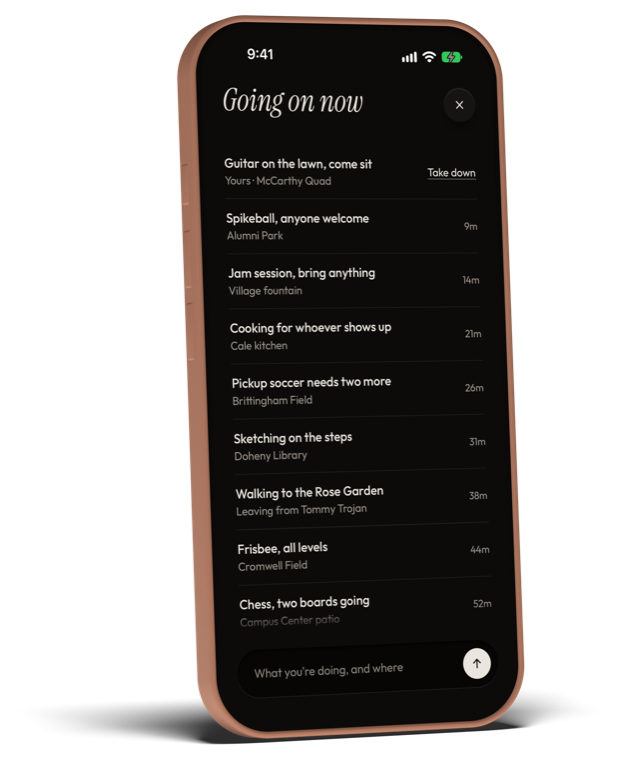 9:41
Going on now
Guitar on the lawn, come sit
Yours · McCarthy Quad
Take down
Spikeball, anyone welcome
Alumni Park
9m
Jam session, bring anything
Village fountain
14m
Cooking for whoever shows up
Cale kitchen
21m
Pickup soccer needs two more
Brittingham Field
26m
Sketching on the steps
Doheny Library
31m
Walking to the Rose Garden
Leaving from Tommy Trojan
38m
Frisbee, all levels
Cromwell Field
44m
Chess, two boards going
Campus Center patio
52m
What you're doing, and where